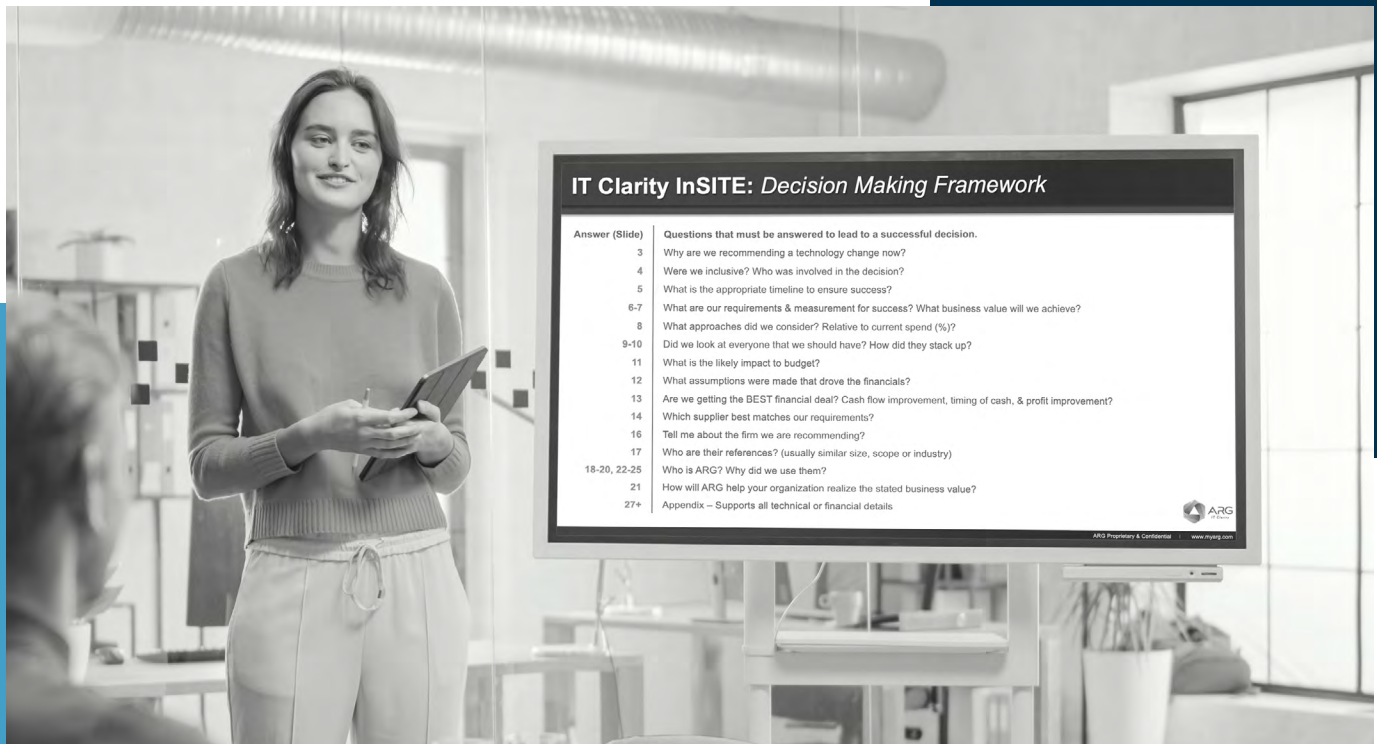 IT Clarity InSITE: Decision Making Framework
Answer (Slide) Questions that must be answered to lead to a successful decision.
3 Why are we recommending a technology change now?
4 Were we inclusive? Who was involved in the decision?
5 What is the appropriate timeline to ensure success?
6-7 What are our requirements & measurement for success? What business value will we achieve?
8 What approaches did we consider? Relative to current spend (%)?
9-10 Did we look at everyone that we should have? How did they stack up?
11 What is the likely impact to budget?
12 What assumptions were made that drove the financials?
13 Are we getting the BEST financial deal? Cash flow improvement, timing of cash, & profit improvement?
14 Which supplier best matches our requirements?
16 Tell me about the firm we are recommending?
17 Who are their references? (usually similar size, scope or industry)
18-20, 22-25 Who is ARG? Why did we use them?
21 How will ARG help your organization realize the stated business value?
27+ Appendix – Supports all technical or financial details
ARG
IT Clarity
ARG Proprietary & Confidential | www.myarg.com